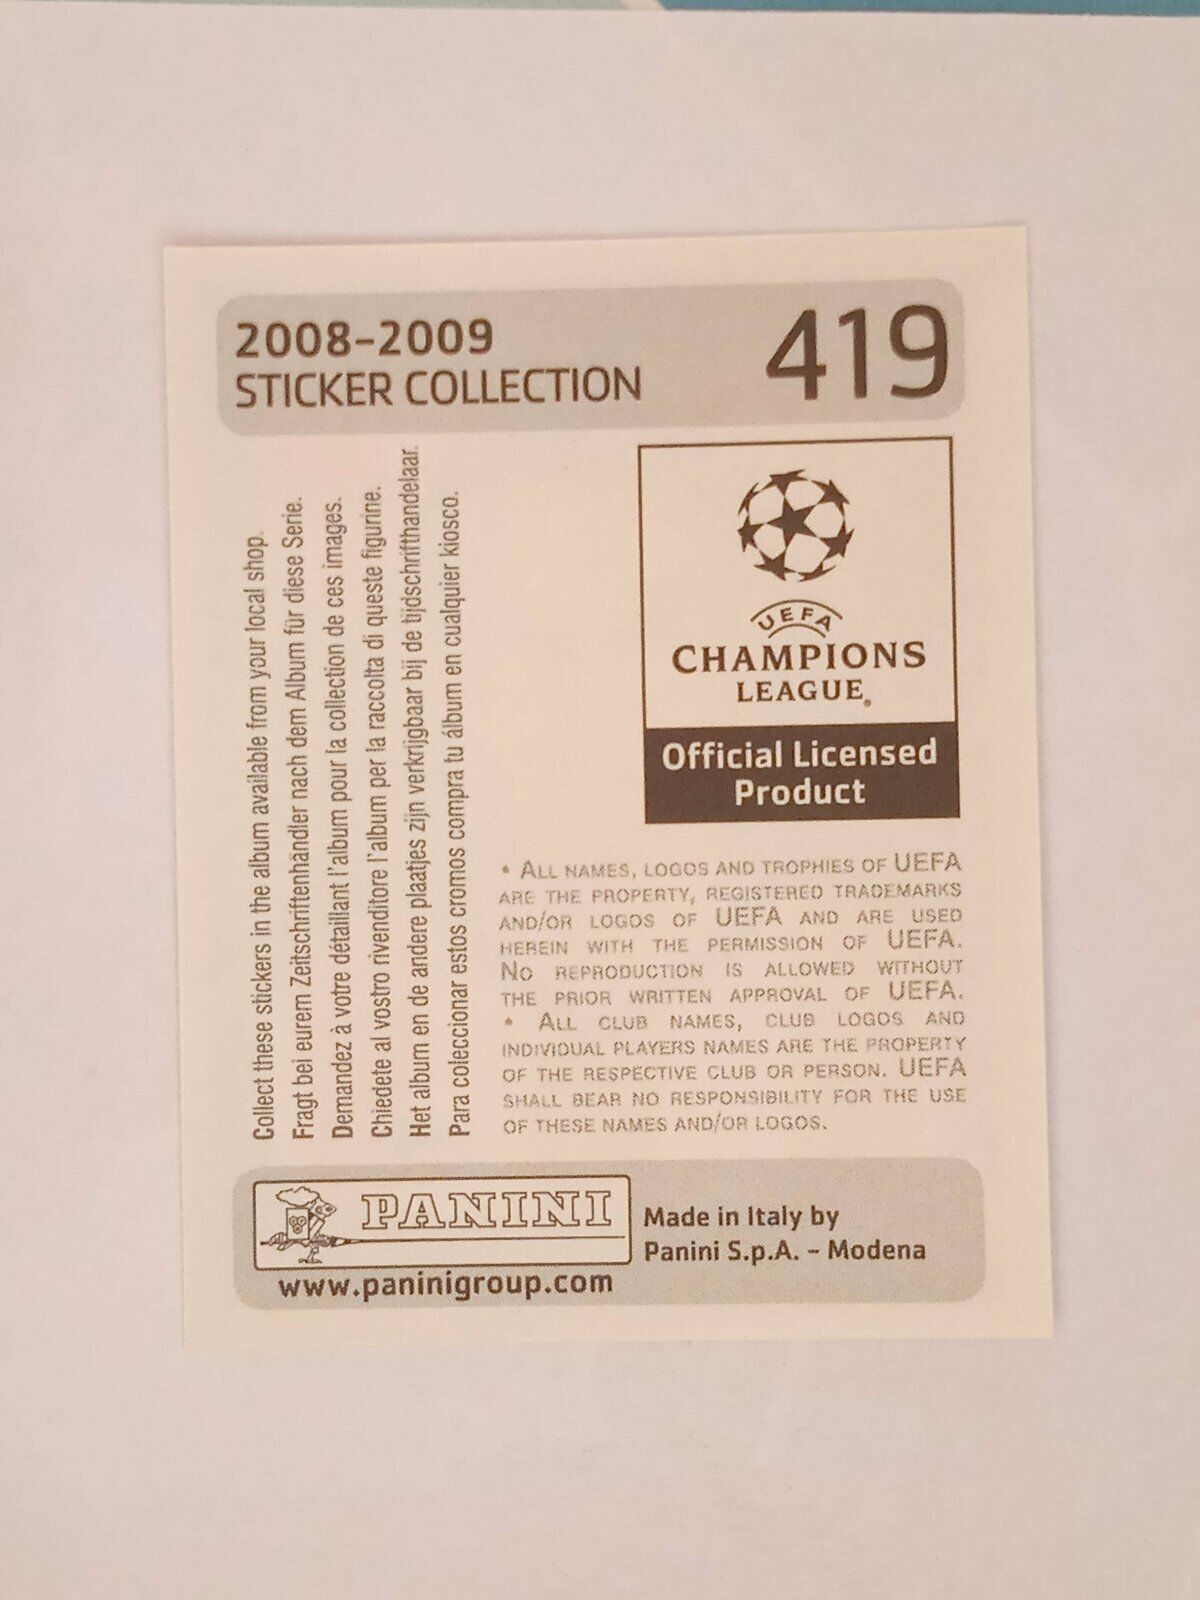 2008-2009
STICKER COLLECTION
419
Collect these stickers in the album available from your local shop.
Fragt bei eurem Zeitschriftenhändler nach dem Album für diese Serie.
Demandez à votre détaillant l'album pour la collection de ces images.
Chiedete al vostro rivenditore l'album per la raccolta di queste figurine.
Het album en de andere plaatjes zijn verkrijgbaar bij de tijdschrifthandelaar.
Para coleccionar estos cromos compra tu álbum en cualquier kiosco.
UEFA
CHAMPIONS
LEAGUE®
Official Licensed
Product
* ALL NAMES, LOGOS AND TROPHIES OF UEFA
ARE THE PROPERTY, REGISTERED TRADEMARKS
AND/OR LOGOS OF UEFA AND ARE USED
HEREIN WITH THE PERMISSION OF UEFA.
NO REPRODUCTION IS ALLOWED WITHOUT
THE PRIOR WRITTEN APPROVAL OF UEFA.
* ALL CLUB NAMES, CLUB LOGOS AND
INDIVIDUAL PLAYERS NAMES ARE THE PROPERTY
OF THE RESPECTIVE CLUB OR PERSON. UEFA
SHALL BEAR NO RESPONSIBILITY FOR THE USE
OF THESE NAMES AND/OR LOGOS.
PANINI
www.paninigroup.com
Made in Italy by
Panini S.p.A. - Modena